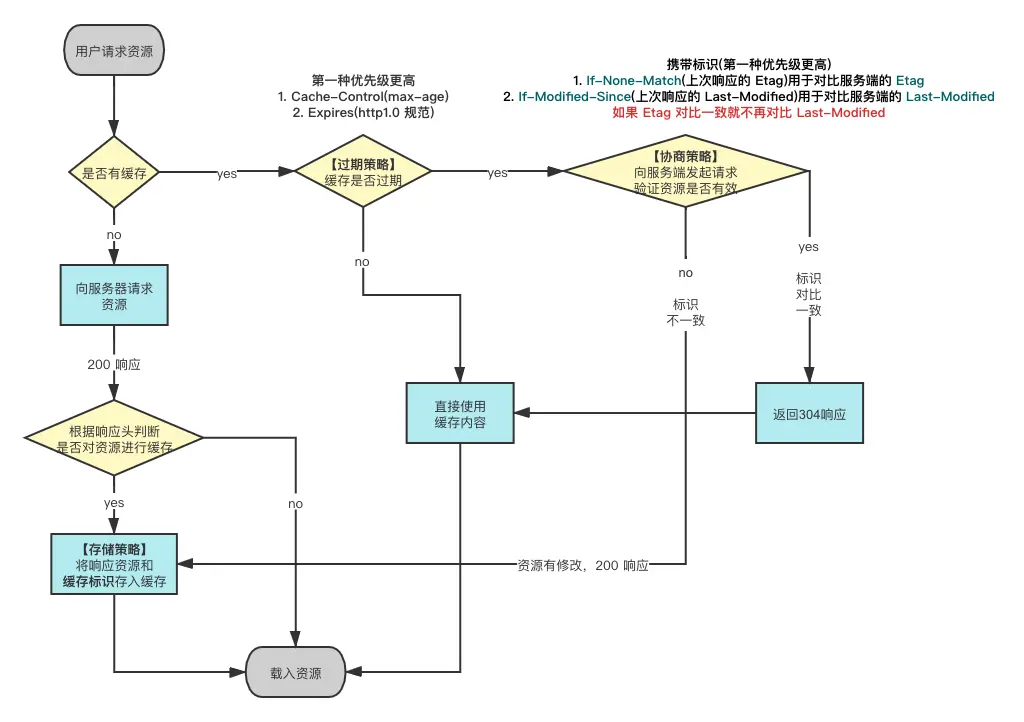 用户请求资源
第一种优先级更高
1. Cache-Control(max-age)
2. Expires(http1.0 规范)
携带标识(第一种优先级更高)
1. If-None-Match(上次响应的 Etag)用于对比服务端的 Etag
2. If-Modified-Since(上次响应的 Last-Modified)用于对比服务端的 Last-Modified
如果 Etag 对比一致就不再对比 Last-Modified
是否有缓存
yes
【过期策略】
缓存是否过期
yes
【协商策略】
向服务端发起请求
验证资源是否有效
no
no
no
标识
不一致
yes
标识
对比
一致
向服务器请求
资源
200 响应
直接使用
缓存内容
返回304响应
根据响应头判断
是否对资源进行缓存
yes
no
【存储策略】
将响应资源和
缓存标识存入缓存
资源有修改，200 响应
载入资源